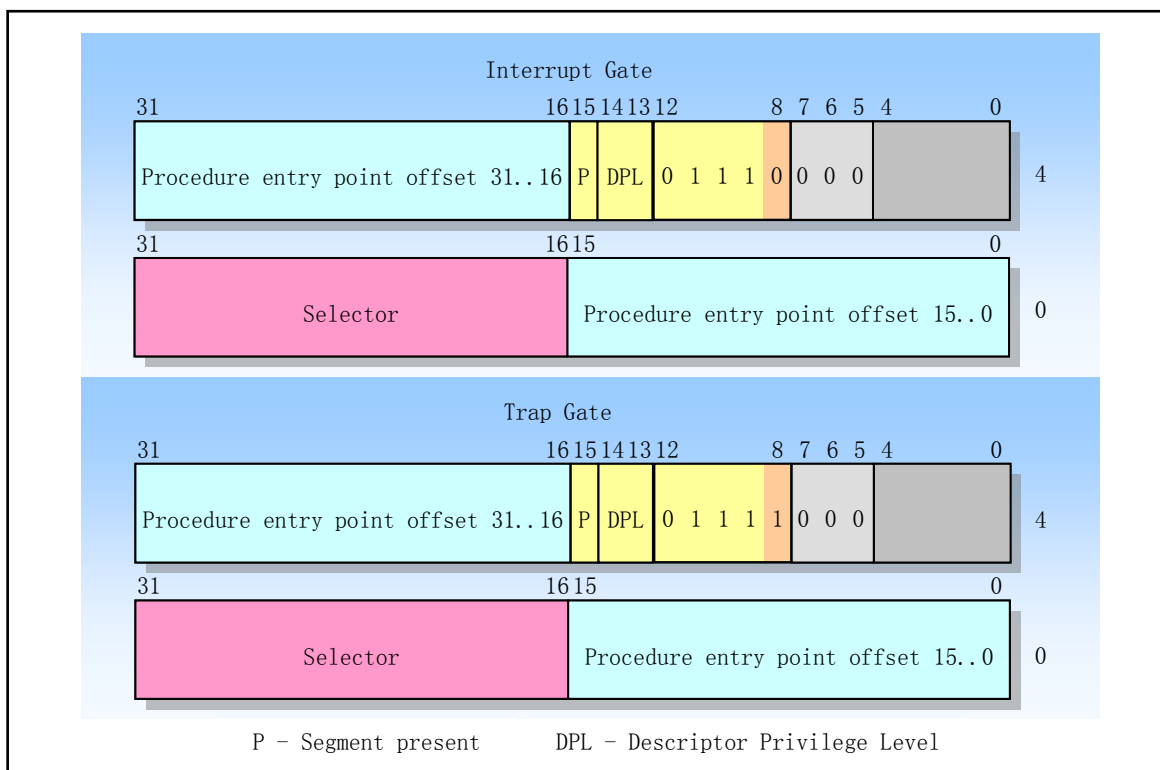 Interrupt Gate
31 16 15 14 13 12 8 7 6 5 4 0
Procedure entry point offset 31..16 P DPL 0 1 1 1 0 0 0 0 4
31 16 15 0
Selector Procedure entry point offset 15..0 0
Trap Gate
31 16 15 14 13 12 8 7 6 5 4 0
Procedure entry point offset 31..16 P DPL 0 1 1 1 1 0 0 0 4
31 16 15 0
Selector Procedure entry point offset 15..0 0
P - Segment present DPL - Descriptor Privilege Level